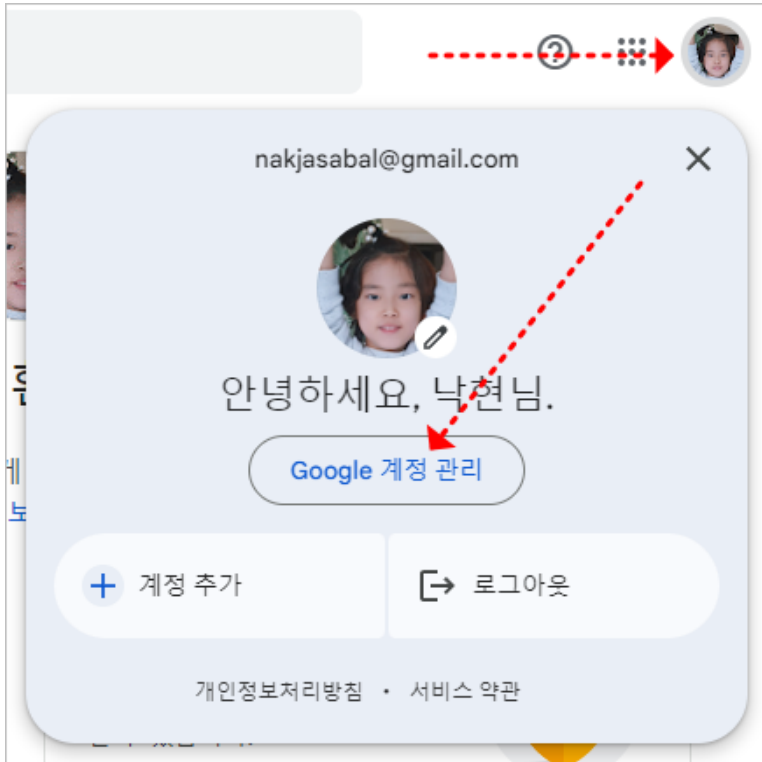 nakjasabal@gmail.com
안녕하세요, 낙현님.
Google 계정 관리
계정 추가
로그아웃
개인정보처리방침 • 서비스 약관